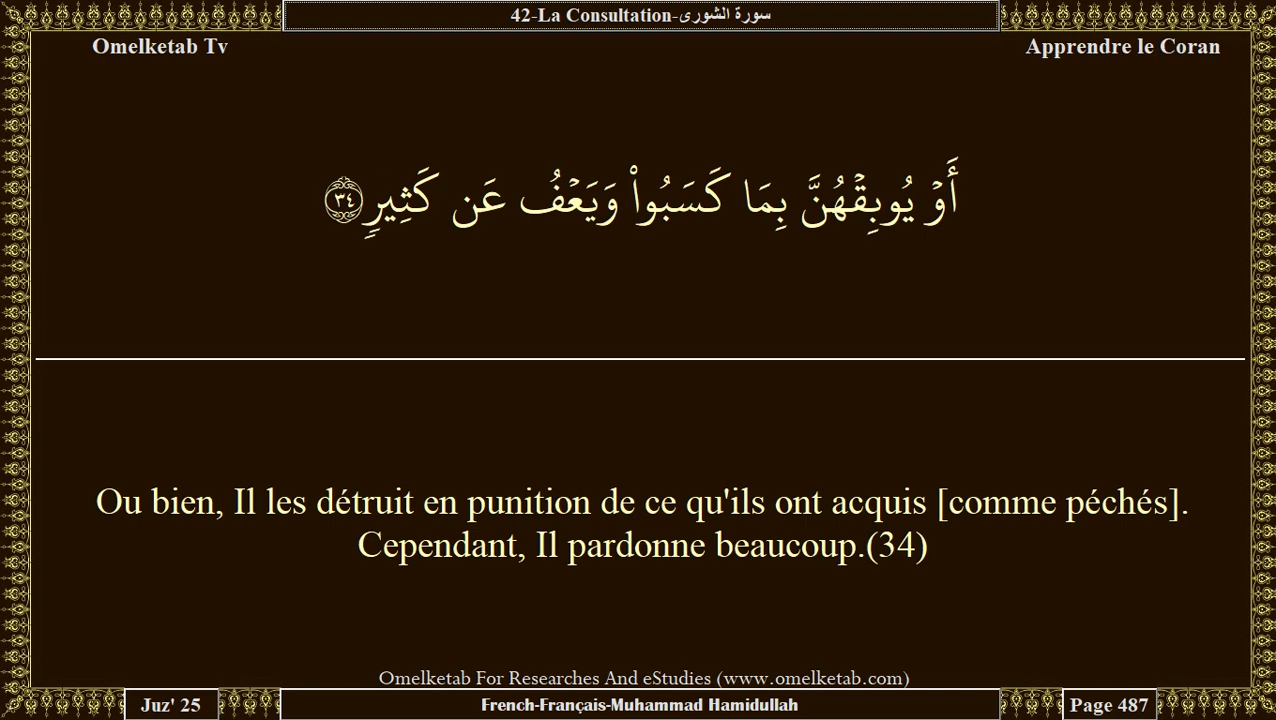 42-La Consultation-سورة الشورى
Omelketab Tv
Apprendre le Coran
أَوْ يُوبِقْهُنَّ بِمَا كَسَبُوا۟ وَيَعْفُ عَن كَثِيرٍ ٣٤
Ou bien, Il les détruit en punition de ce qu'ils ont acquis [comme péchés].
Cependant, Il pardonne beaucoup.(34)
Omelketab For Researches And eStudies (www.omelketab.com)
Juz' 25
French-Français-Muhammad Hamidullah
Page 487